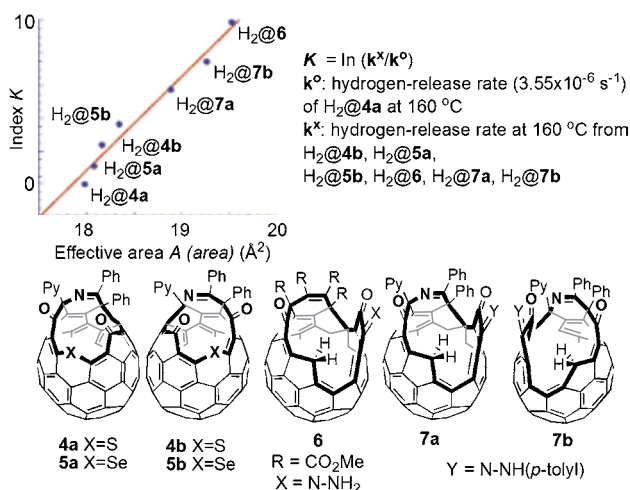 10
Index K
0
H2@6
H2@7b
H2@7a
H2@5b
H2@4b
H2@5a
H2@4a
18
19
20
Effective area A (area) (Å²)
K = ln (kˣ/kᵒ)
kᵒ: hydrogen-release rate (3.55x10⁻⁶ s⁻¹)
of H2@4a at 160 ᵒC
kˣ: hydrogen-release rate at 160 ᵒC from
H2@4b, H2@5a,
H2@5b, H2@6, H2@7a, H2@7b
Py N Ph
Ph
O
O
X
Py N Ph
Ph
O
O
X
R R
R R
O
X
O
H
H
Py N Ph
Ph
O
O
Y
H
H
Py N Ph
Ph
Y
O
O
H
H
4a X=S
5a X=Se
4b X=S
5b X=Se
6
R = CO2Me
X = N-NH2
7a
7b
Y = N-NH(p-tolyl)